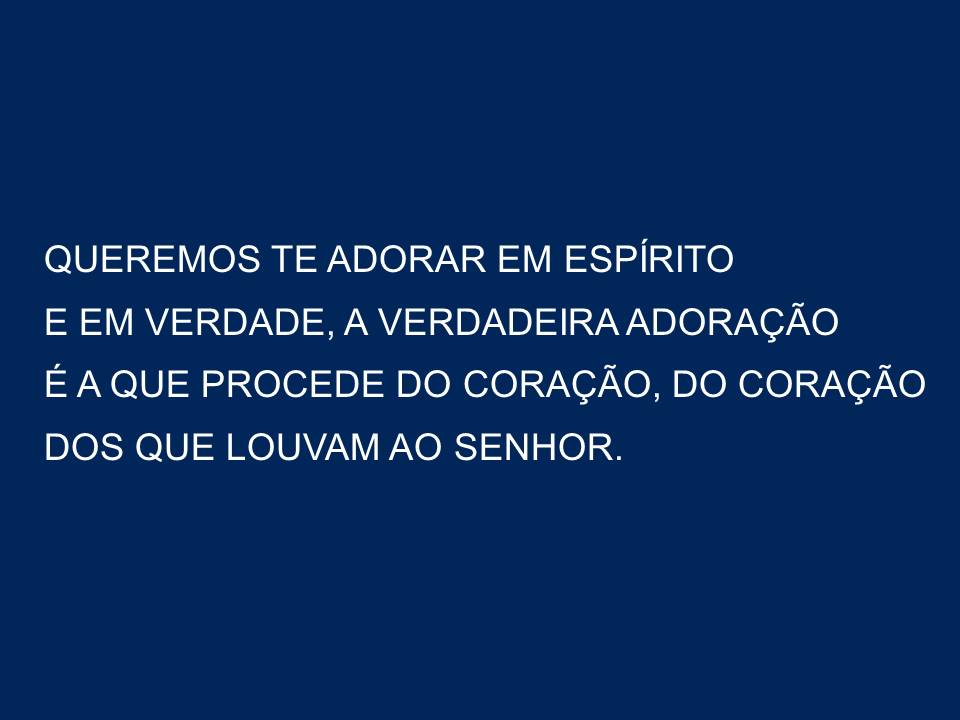 QUEREMOS TE ADORAR EM ESPÍRITO
E EM VERDADE, A VERDADEIRA ADORAÇÃO
É A QUE PROCEDE DO CORAÇÃO, DO CORAÇÃO
DOS QUE LOUVAM AO SENHOR.